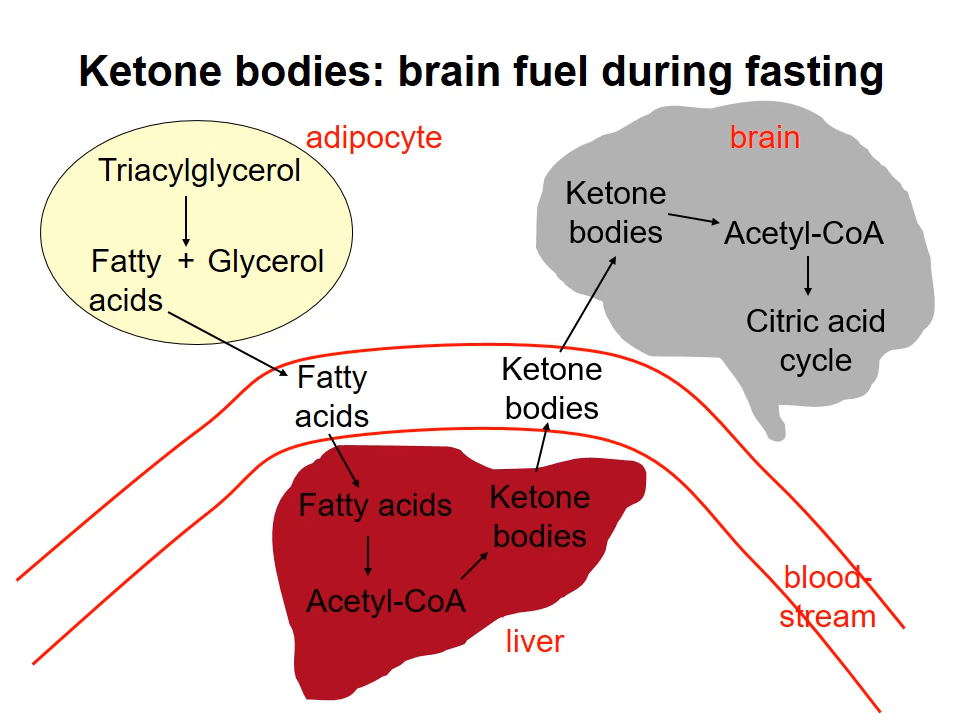 Ketone bodies: brain fuel during fasting
adipocyte
Triacylglycerol
Fatty + Glycerol
acids
brain
Ketone
bodies
Acetyl-CoA
Citric acid
cycle
Fatty
acids
Ketone
bodies
Fatty acids
Acetyl-CoA
Ketone
bodies
liver
blood-
stream